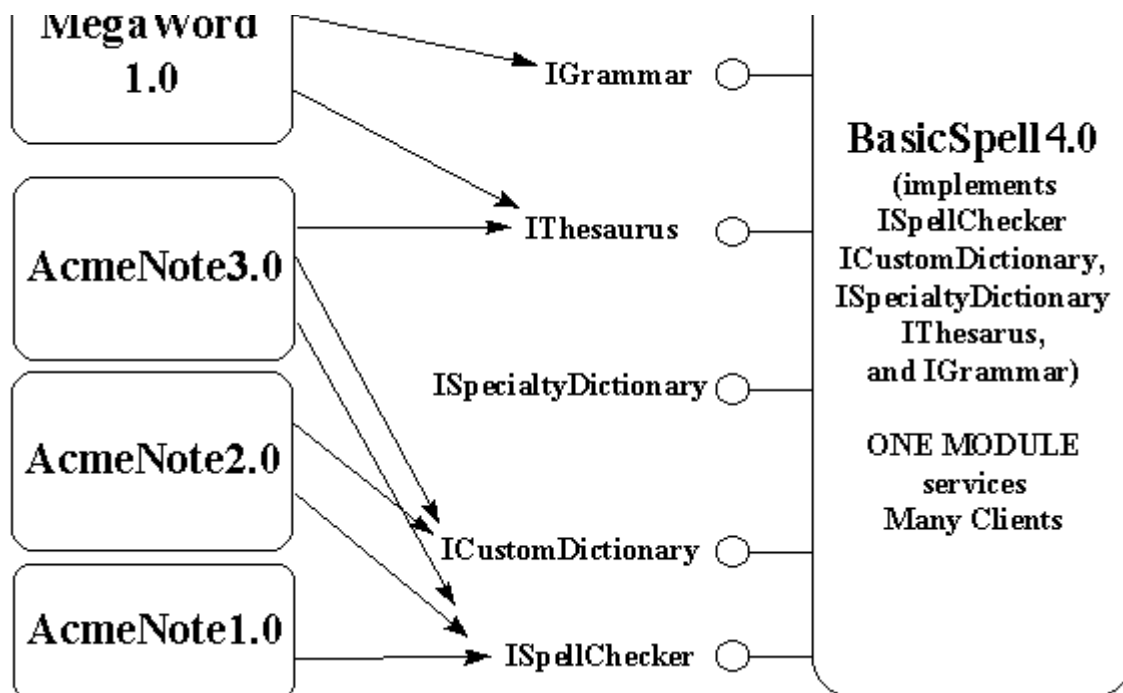 MegaWord
1.0
AcmeNote3.0
AcmeNote2.0
AcmeNote1.0
IGrammar
IThesaurus
ISpecialtyDictionary
ICustomDictionary
ISpellChecker
BasicSpell4.0
(implements
ISpellChecker
ICustomDictionary,
ISpecialtyDictionary
IThesarus,
and IGrammar)
ONE MODULE
services
Many Clients